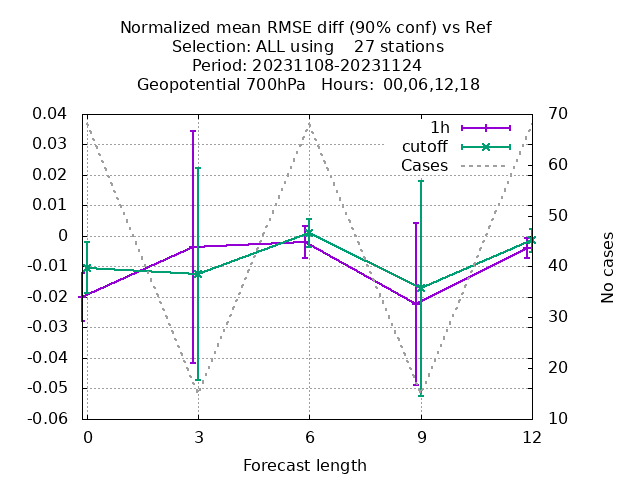 Normalized mean RMSE diff (90% conf) vs Ref
Selection: ALL using    27 stations
Period: 20231108-20231124
Geopotential 700hPa   Hours:  00,06,12,18
0.04
0.03
0.02
0.01
0
-0.01
-0.02
-0.03
-0.04
-0.05
-0.06
70
60
50
40
30
20
10
1h
cutoff
Cases
No cases
0
3
6
9
12
Forecast length